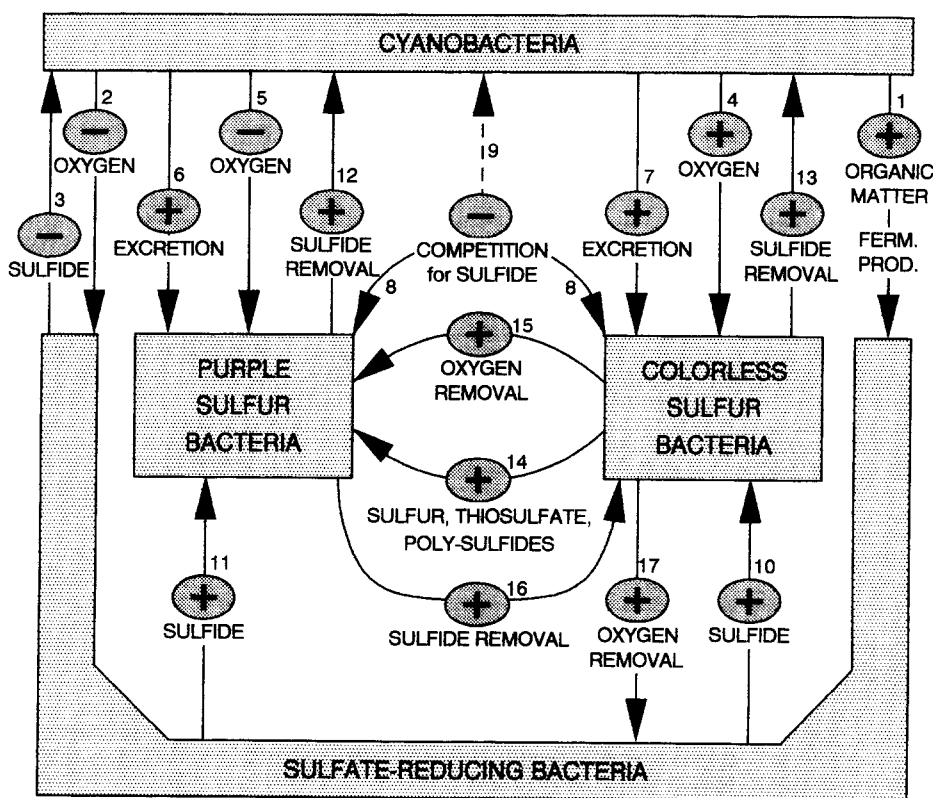 CYANOBACTERIA
2
−
OXYGEN
5
−
OXYGEN
4
+
OXYGEN
1
+
ORGANIC
MATTER
FERM.
PROD.
3
−
SULFIDE
6
+
EXCRETION
12
+
SULFIDE
REMOVAL
9
−
COMPETITION
for SULFIDE
8
8
7
+
EXCRETION
13
+
SULFIDE
REMOVAL
PURPLE
SULFUR
BACTERIA
+
15
OXYGEN
REMOVAL
COLORLESS
SULFUR
BACTERIA
+
14
SULFUR, THIOSULFATE,
POLY-SULFIDES
11
+
SULFIDE
+
16
SULFIDE REMOVAL
17
+
OXYGEN
REMOVAL
10
+
SULFIDE
SULFATE-REDUCING BACTERIA